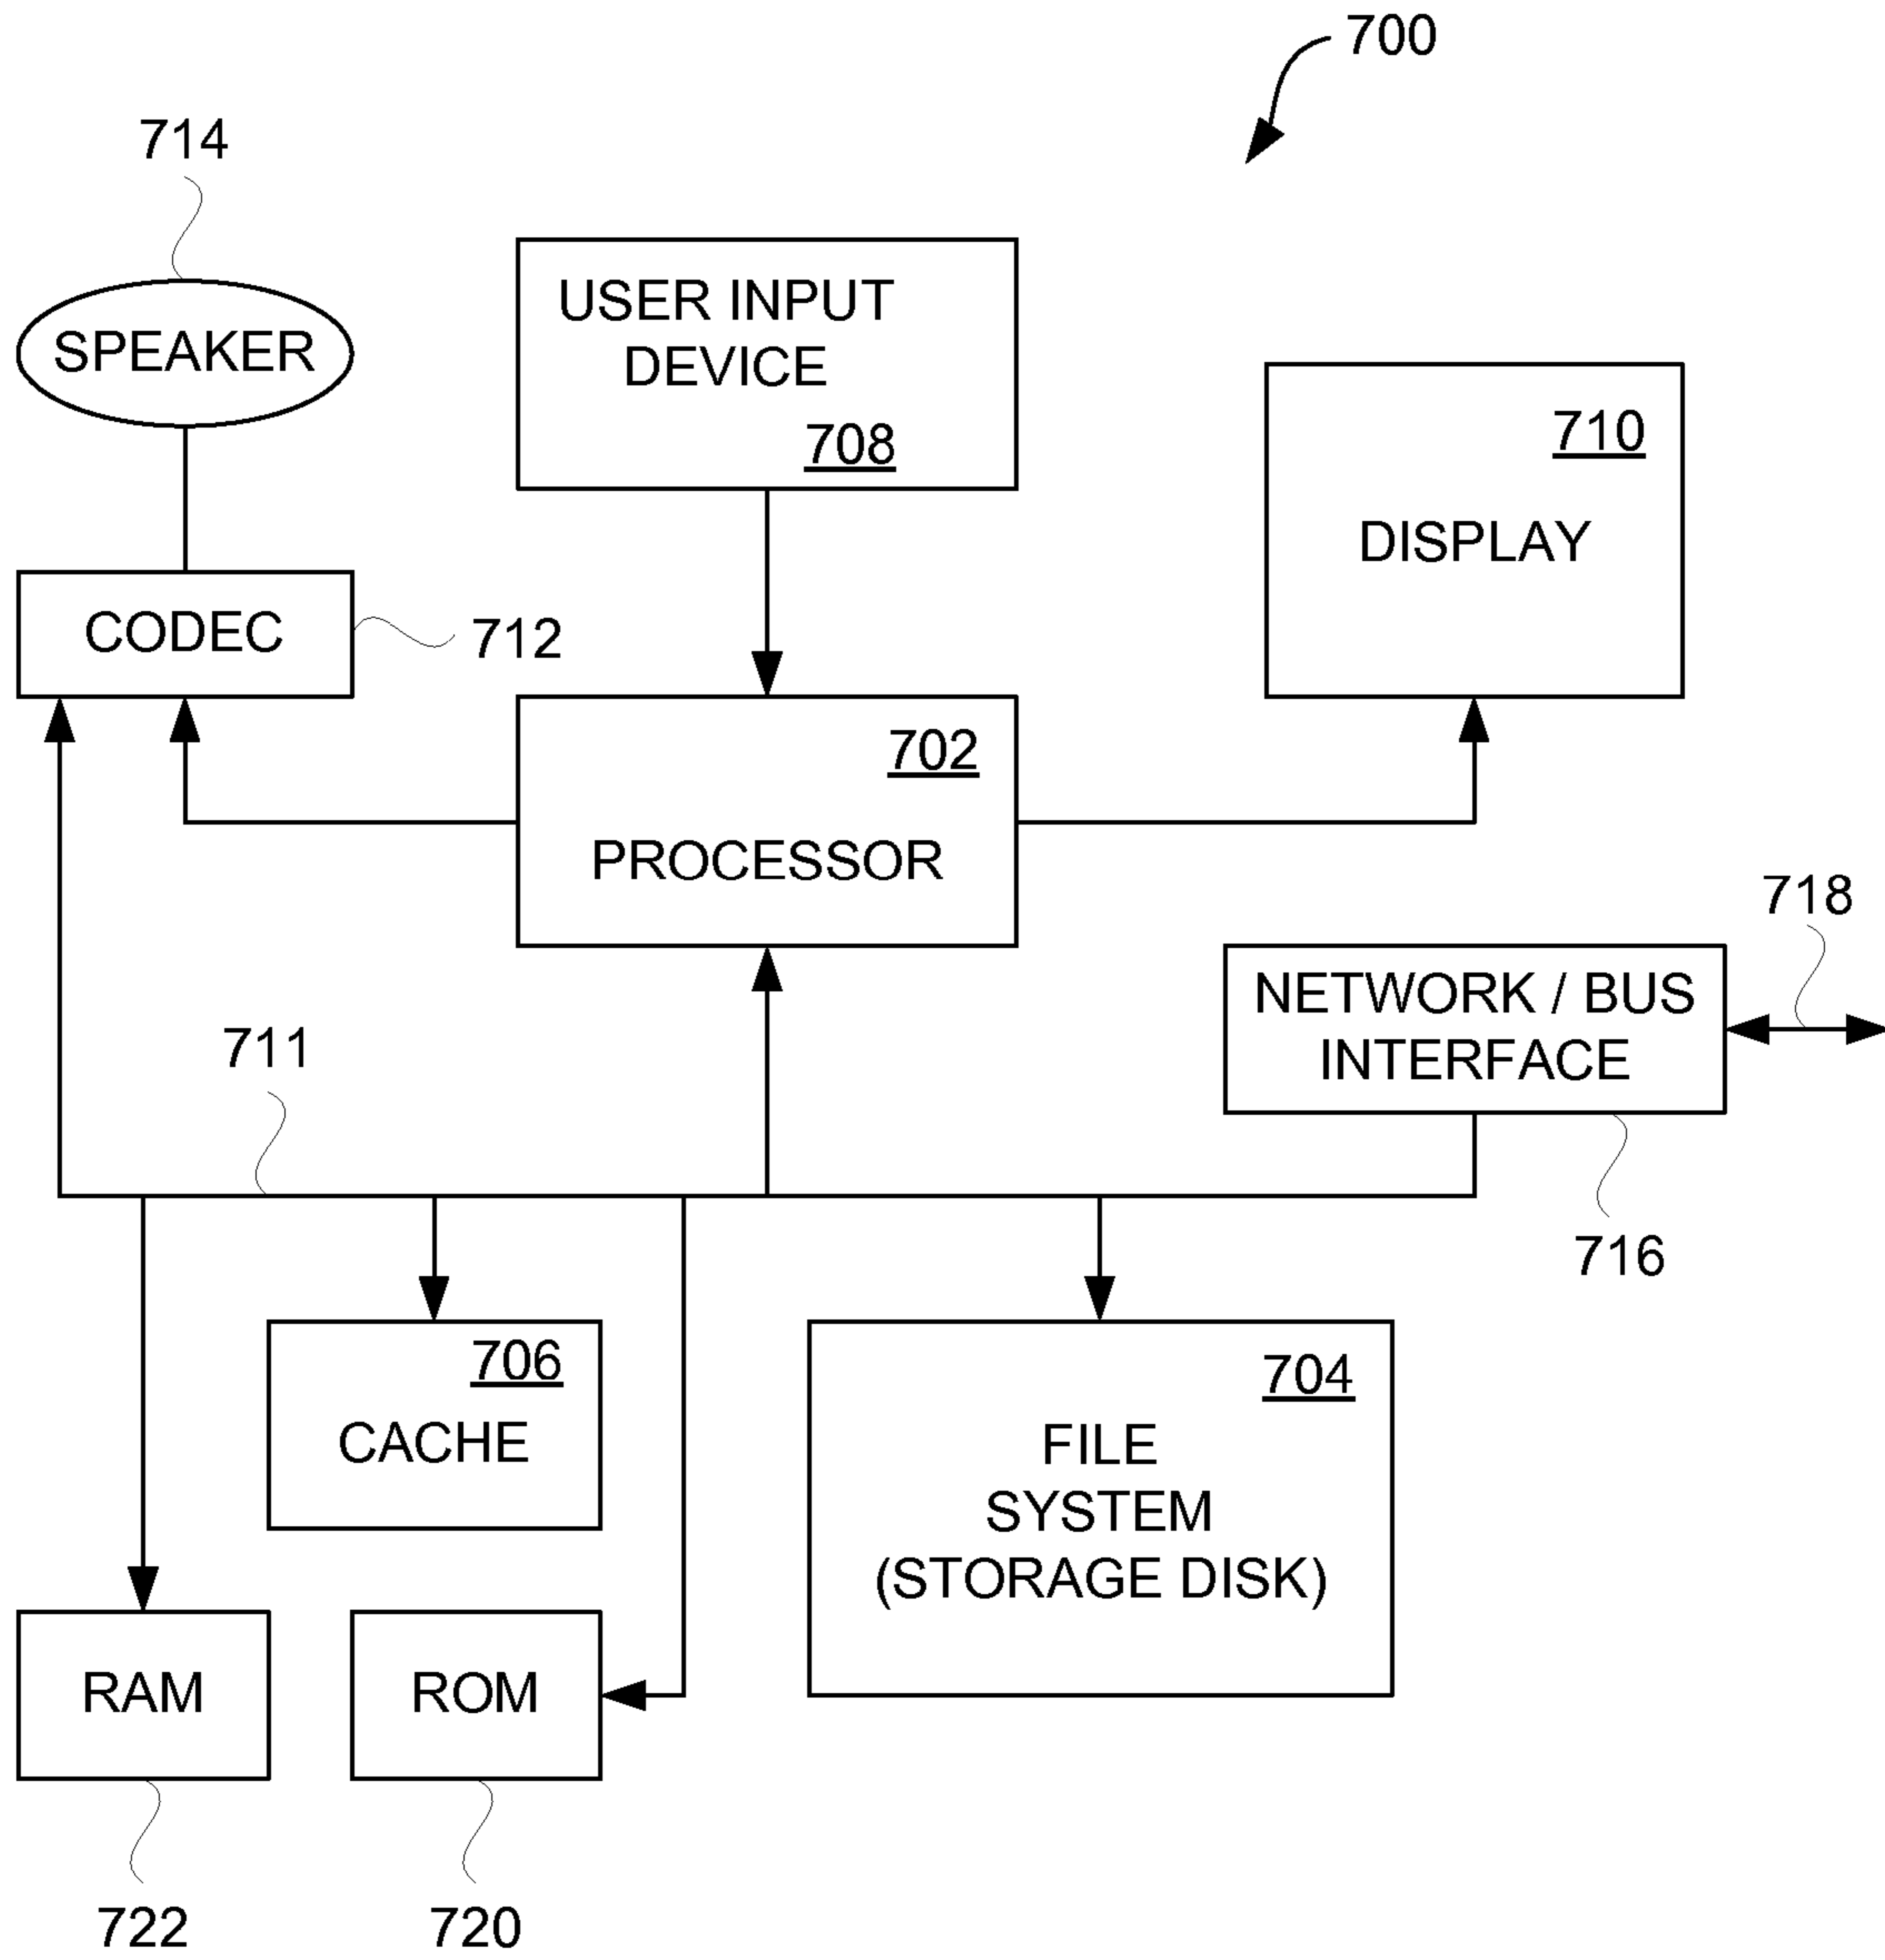 700
714
SPEAKER
USER INPUT
DEVICE
708
710
DISPLAY
CODEC
712
702
PROCESSOR
718
NETWORK / BUS
INTERFACE
711
716
706
CACHE
704
FILE
SYSTEM
(STORAGE DISK)
RAM
ROM
722
720